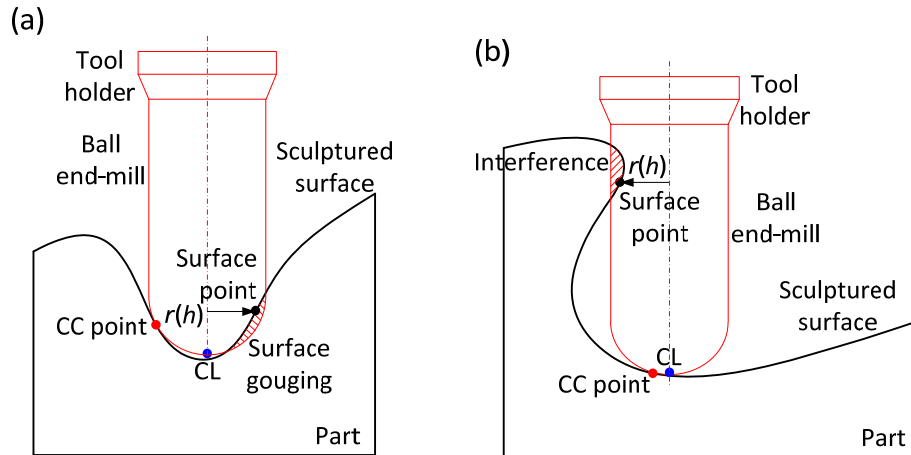 (a)
Tool
holder
Ball
end-mill
Sculptured
surface
Surface
point
CC point
r(h)
CL
Surface
gouging
Part
(b)
Tool
holder
Interference
r(h)
Surface
point
Ball
end-mill
Sculptured
surface
CL
CC point
Part